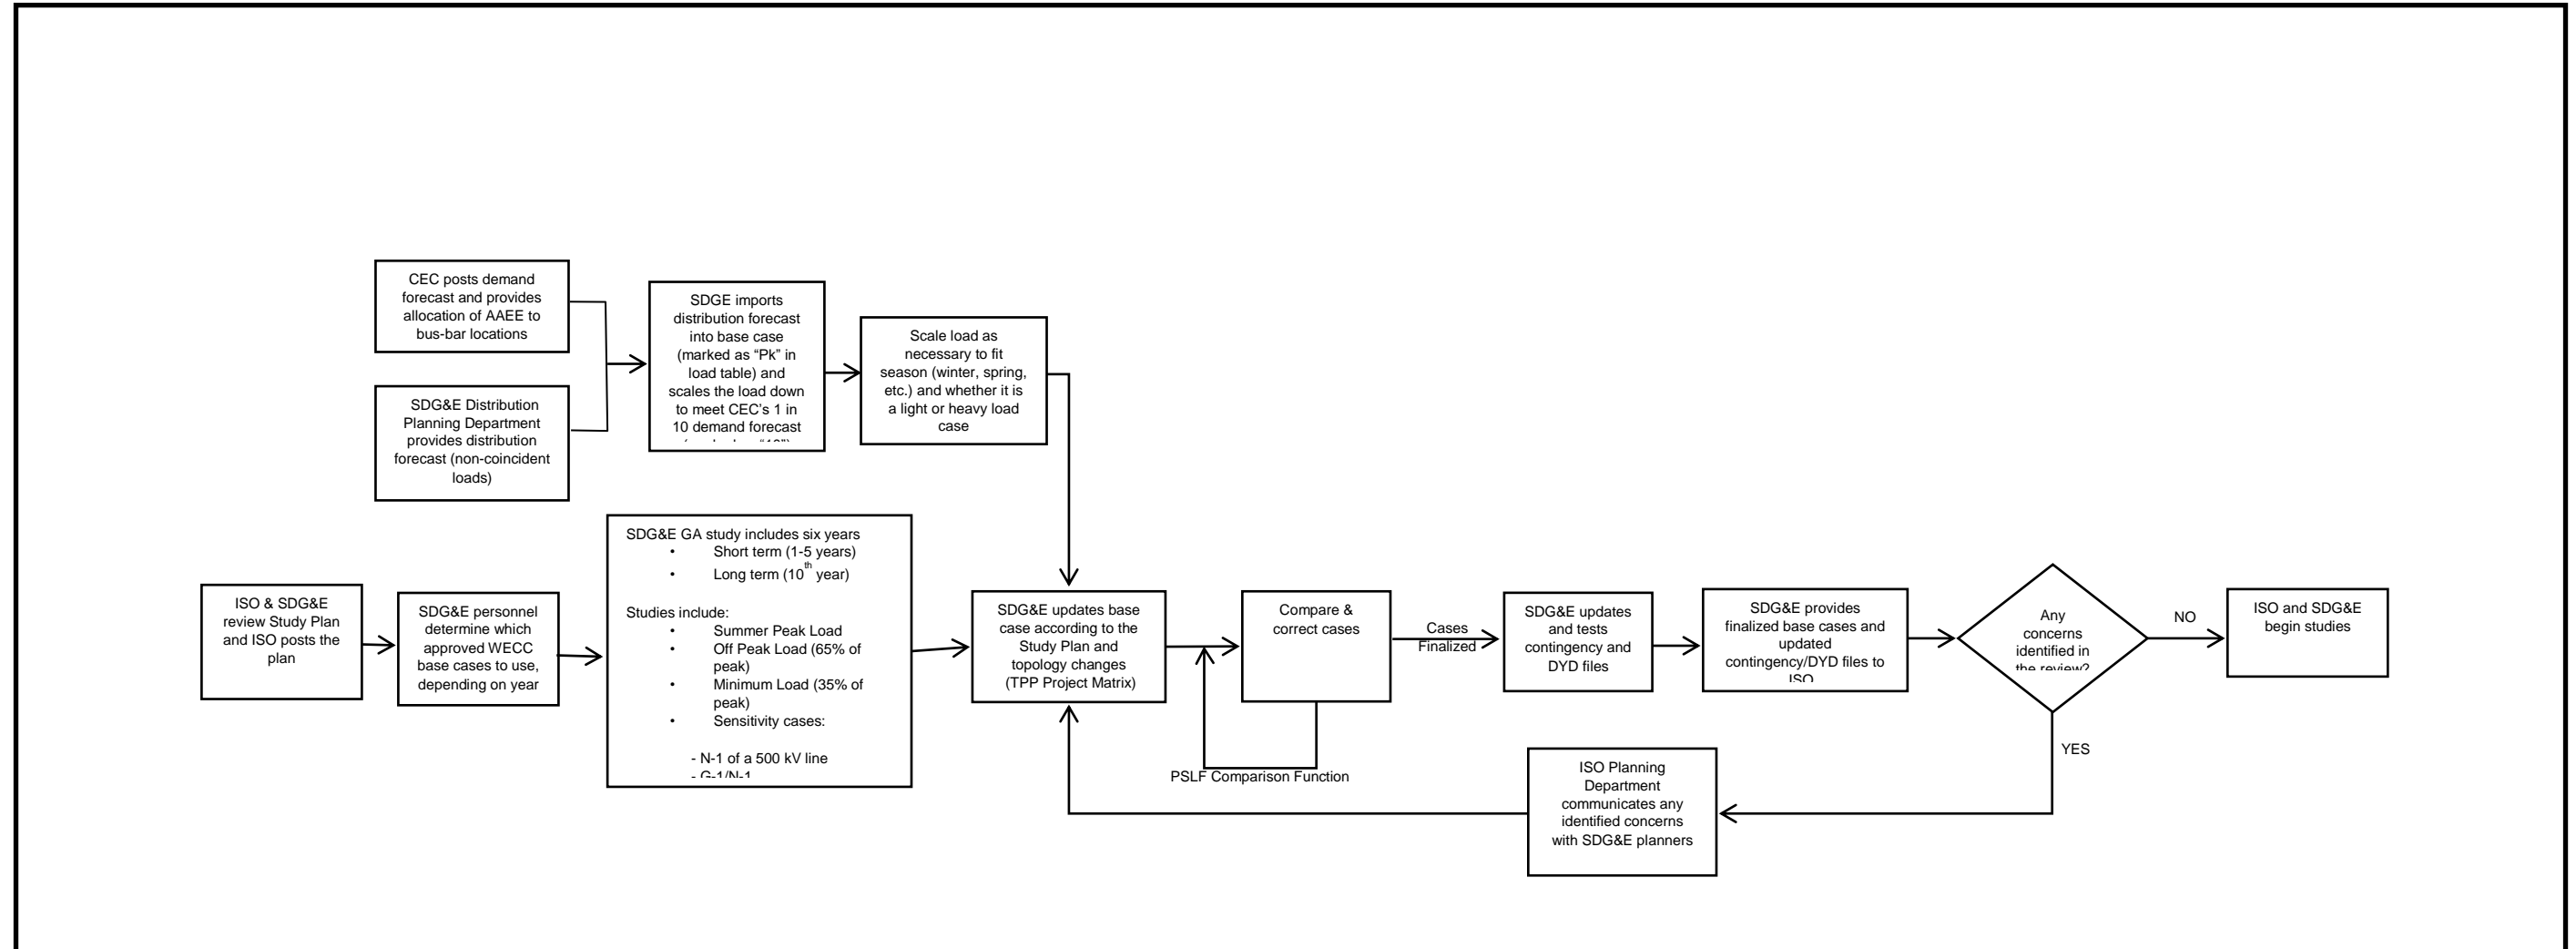 CEC posts demand
forecast and provides
allocation of AAEE to
bus-bar locations
SDG&E Distribution
Planning Department
provides distribution
forecast (non-coincident
loads)
SDGE imports
distribution forecast
into base case
(marked as “Pk” in
load table) and
scales the load down
to meet CEC’s 1 in
10 demand forecast
Scale load as
necessary to fit
season (winter, spring,
etc.) and whether it is
a light or heavy load
case
ISO & SDG&E
review Study Plan
and ISO posts the
plan
SDG&E personnel
determine which
approved WECC
base cases to use,
depending on year
SDG&E GA study includes six years
• Short term (1-5 years)
• Long term (10th year)
Studies include:
• Summer Peak Load
• Off Peak Load (65% of
peak)
• Minimum Load (35% of
peak)
• Sensitivity cases:
- N-1 of a 500 kV line
- G-1/N-1
SDG&E updates base
case according to the
Study Plan and
topology changes
(TPP Project Matrix)
Compare &
correct cases
PSLF Comparison Function
Cases
Finalized
SDG&E updates
and tests
contingency and
DYD files
SDG&E provides
finalized base cases and
updated
contingency/DYD files to
ISO
Any
concerns
identified in
the review?
NO
ISO and SDG&E
begin studies
YES
ISO Planning
Department
communicates any
identified concerns
with SDG&E planners